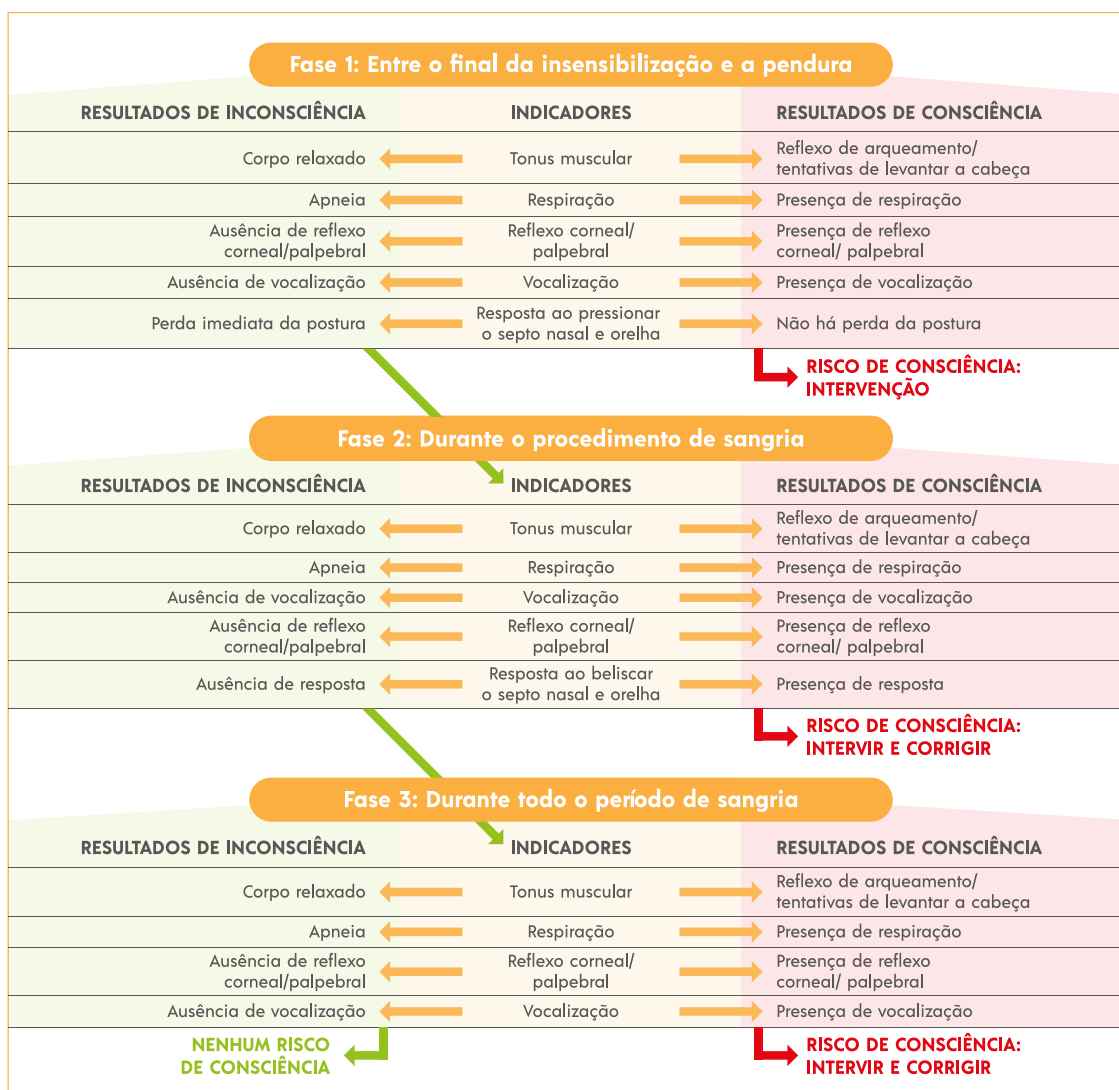 Fase 1: Entre o final da insensibilização e a pendura
RESULTADOS DE INCONSCIÊNCIA
INDICADORES
RESULTADOS DE CONSCIÊNCIA
Corpo relaxado
Tonus muscular
Reflexo de arqueamento/
tentativas de levantar a cabeça
Apneia
Respiração
Presença de respiração
Ausência de reflexo
corneal/palpebral
Reflexo corneal/
palpebral
Presença de reflexo
corneal/ palpebral
Ausência de vocalização
Vocalização
Presença de vocalização
Perda imediata da postura
Resposta ao pressionar
o septo nasal e orelha
Não há perda da postura
RISCO DE CONSCIÊNCIA:
INTERVENÇÃO
Fase 2: Durante o procedimento de sangria
RESULTADOS DE INCONSCIÊNCIA
INDICADORES
RESULTADOS DE CONSCIÊNCIA
Corpo relaxado
Tonus muscular
Reflexo de arqueamento/
tentativas de levantar a cabeça
Apneia
Respiração
Presença de respiração
Ausência de vocalização
Vocalização
Presença de vocalização
Ausência de reflexo
corneal/palpebral
Reflexo corneal/
palpebral
Presença de reflexo
corneal/ palpebral
Ausência de resposta
Resposta ao beliscar
o septo nasal e orelha
Presença de resposta
RISCO DE CONSCIÊNCIA:
INTERVIR E CORRIGIR
Fase 3: Durante todo o período de sangria
RESULTADOS DE INCONSCIÊNCIA
INDICADORES
RESULTADOS DE CONSCIÊNCIA
Corpo relaxado
Tonus muscular
Reflexo de arqueamento/
tentativas de levantar a cabeça
Apneia
Respiração
Presença de respiração
Ausência de reflexo
corneal/palpebral
Reflexo corneal/
palpebral
Presença de reflexo
corneal/ palpebral
Ausência de vocalização
Vocalização
Presença de vocalização
NENHUM RISCO
DE CONSCIÊNCIA
RISCO DE CONSCIÊNCIA:
INTERVIR E CORRIGIR